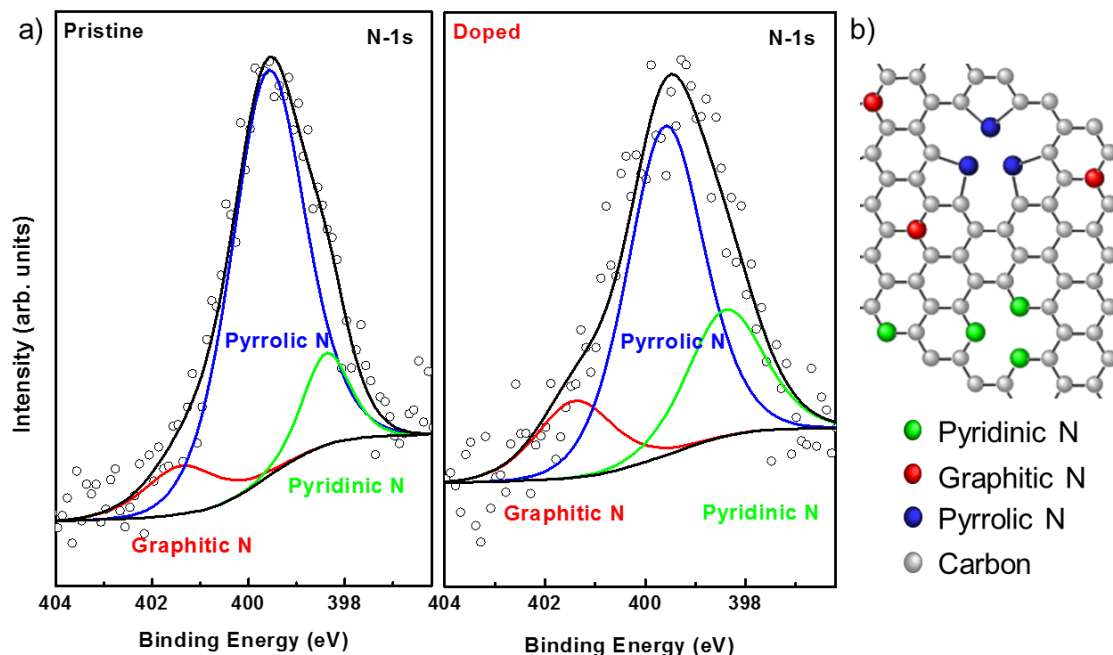 a)
Pristine
N-1s
Intensity (arb. units)
Pyrrolic N
Pyridinic N
Graphitic N
404
402
400
398
Binding Energy (eV)
Doped
N-1s
Pyrrolic N
Graphitic N
Pyridinic N
404
402
400
398
Binding Energy (eV)
b)
Pyridinic N
Graphitic N
Pyrrolic N
Carbon